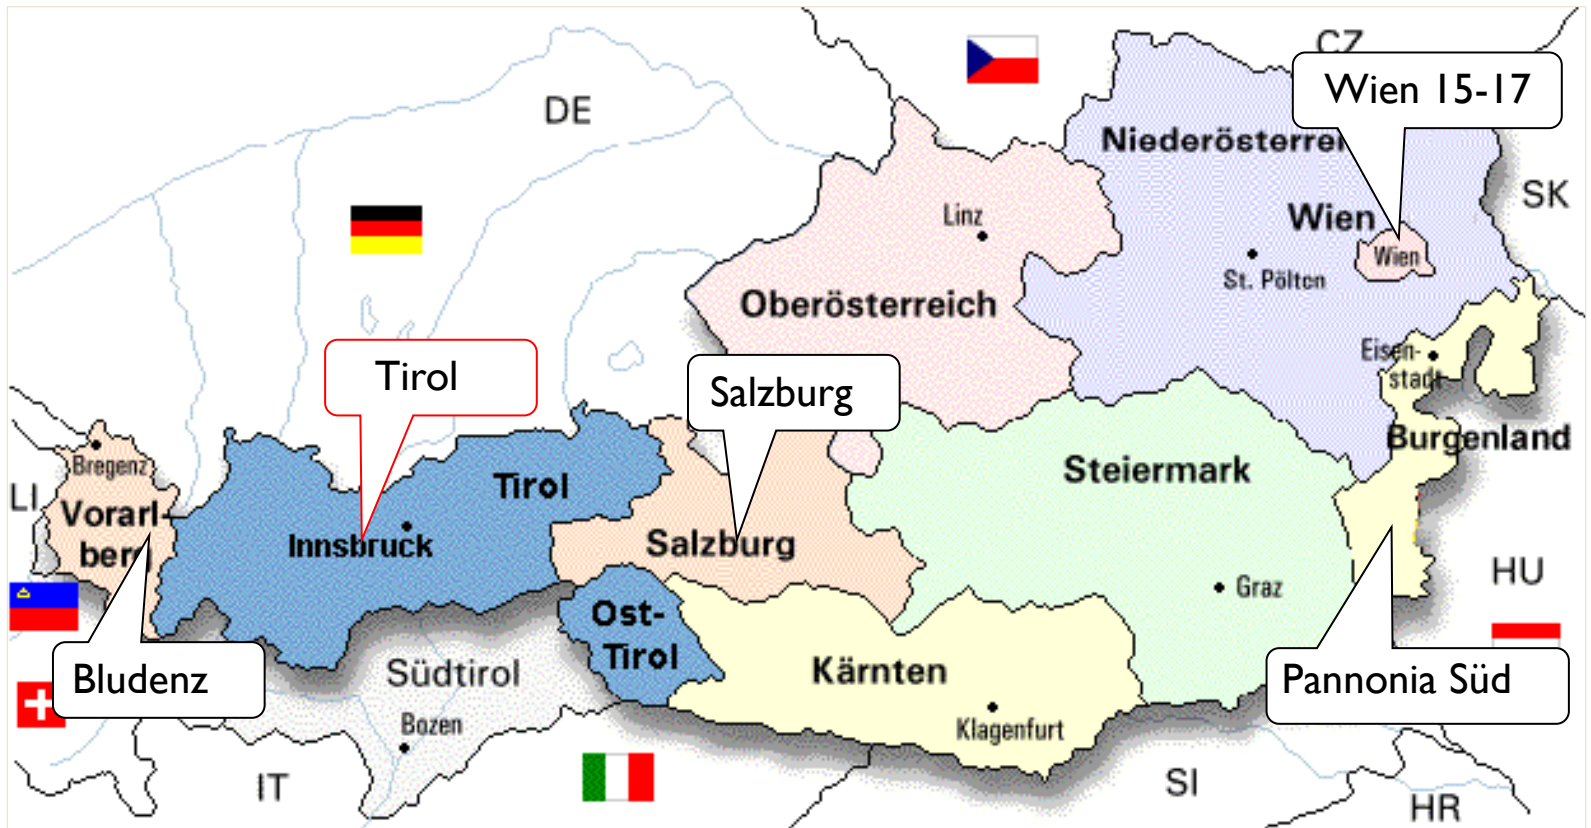 CZ
Wien 15-17
DE
Niederösterrei
SK
Linz
Wien
Wien
St. Pölten
Oberösterreich
Eisen-
stadt
Tirol
Salzburg
Burgenland
Bregenz
Steiermark
Tirol
LI
Vorarl-
berg
Innsbruck
Salzburg
HU
Graz
Ost-
Tirol
Südtirol
Kärnten
Bludenz
Pannonia Süd
Bozen
Klagenfurt
IT
SI
HR